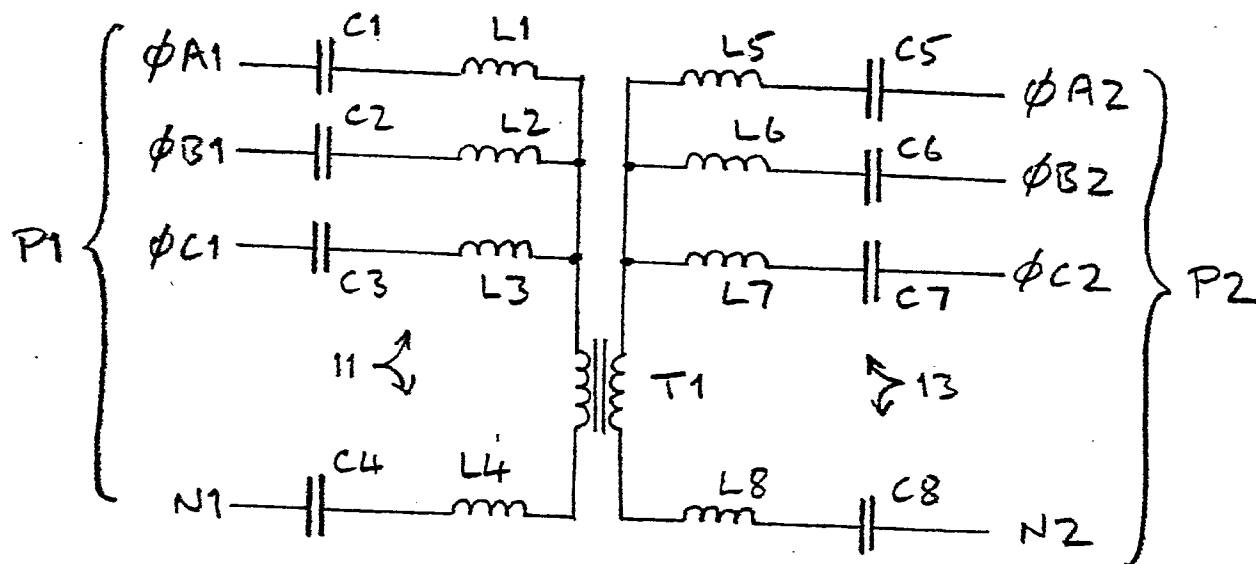 C1 L1 L5 C5
ϕA1 ϕA2
C2 L2 L6 C6
ϕB1 ϕB2
P1 ϕC1 C3 L3 L7 C7 ϕC2 P2
11 T1 13
C4 L4 L8 C8
N1 N2